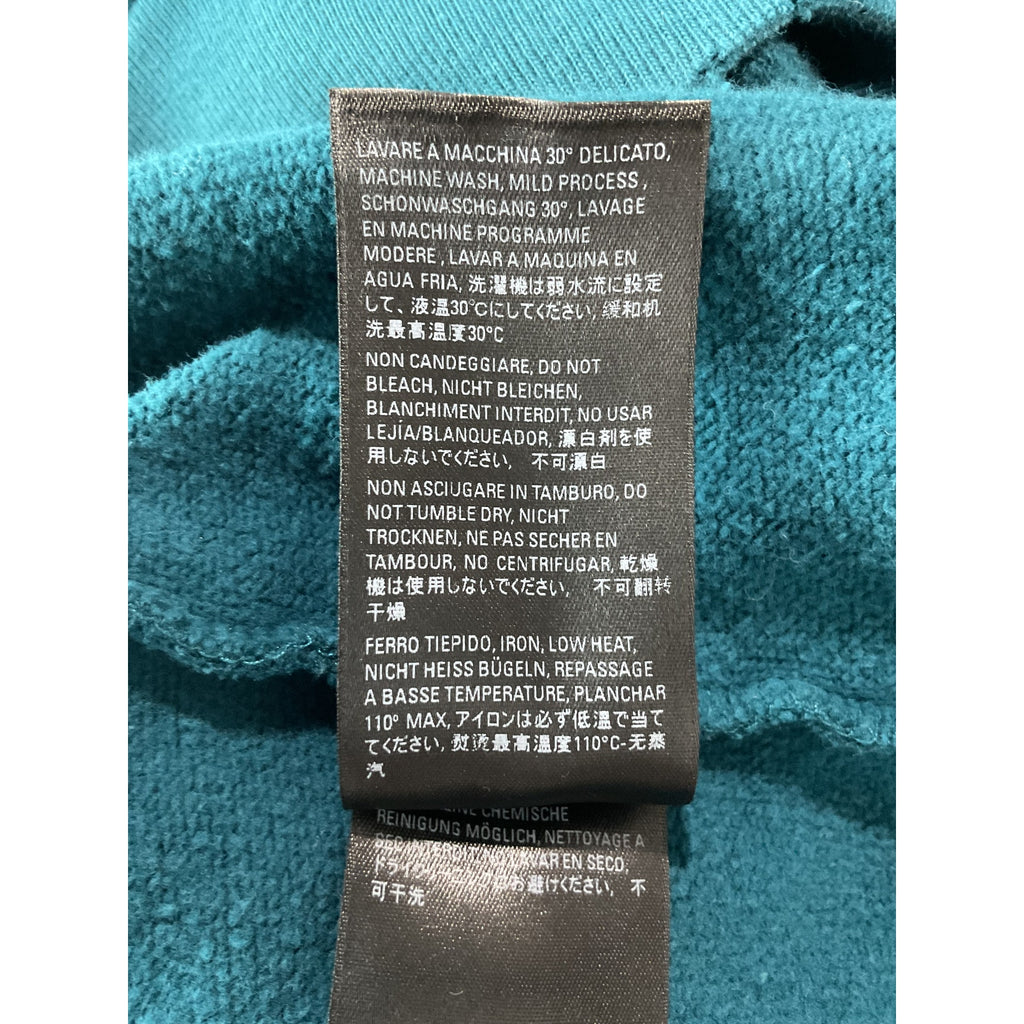 LAVARE A MACCHINA 30° DELICATO,
MACHINE WASH, MILD PROCESS ,
SCHONWASCHGANG 30°, LAVAGE
EN MACHINE PROGRAMME
MODERE , LAVAR A MAQUINA EN
AGUA FRIA, 洗濯機は弱水流に設定
して、液温30℃にしてください, 缓和机
洗最高温度30°C
NON CANDEGGIARE, DO NOT
BLEACH, NICHT BLEICHEN,
BLANCHIMENT INTERDIT, NO USAR
LEJÍA/BLANQUEADOR, 漂白剤を使
用しないでください, 不可漂白
NON ASCIUGARE IN TAMBURO, DO
NOT TUMBLE DRY, NICHT
TROCKNEN, NE PAS SECHER EN
TAMBOUR, NO CENTRIFUGAR, 乾燥
機は使用しないでください, 不可翻转
干燥
FERRO TIEPIDO, IRON, LOW HEAT,
NICHT HEISS BÜGELN, REPASSAGE
A BASSE TEMPERATURE, PLANCHAR
110° MAX, アイロンは必ず低温で当て
てください, 熨烫最高温度110°C-无蒸
汽
CHEMISCHE
REINIGUNG MÖGLICH, NETTOYAGE A
LAVAR EN SECO,
お避けください, 不
可干洗